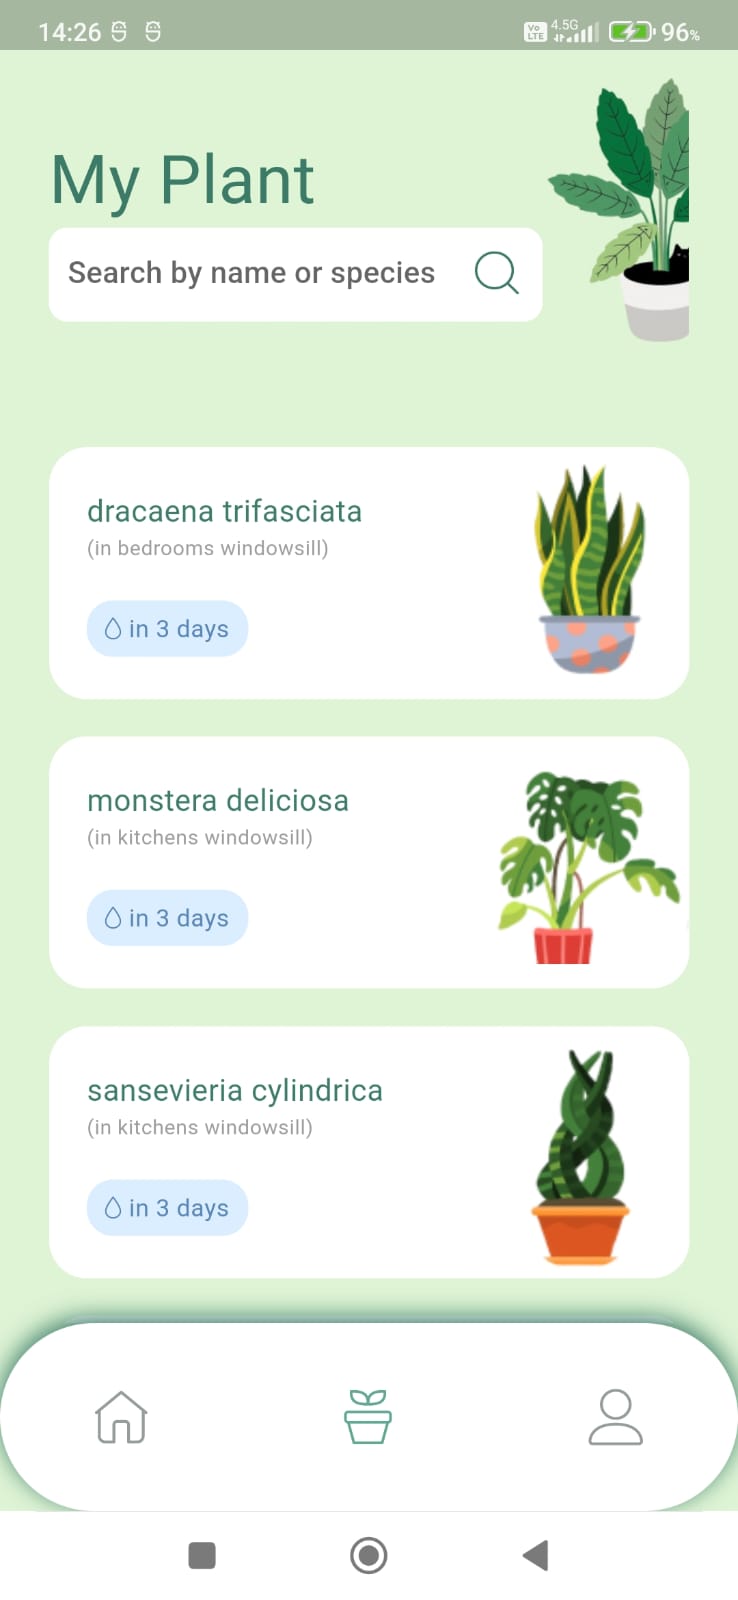 14:26
Vo LTE 4.5G 96%
My Plant
Search by name or species
dracaena trifasciata
(in bedrooms windowsill)
in 3 days
monstera deliciosa
(in kitchens windowsill)
in 3 days
sansevieria cylindrica
(in kitchens windowsill)
in 3 days